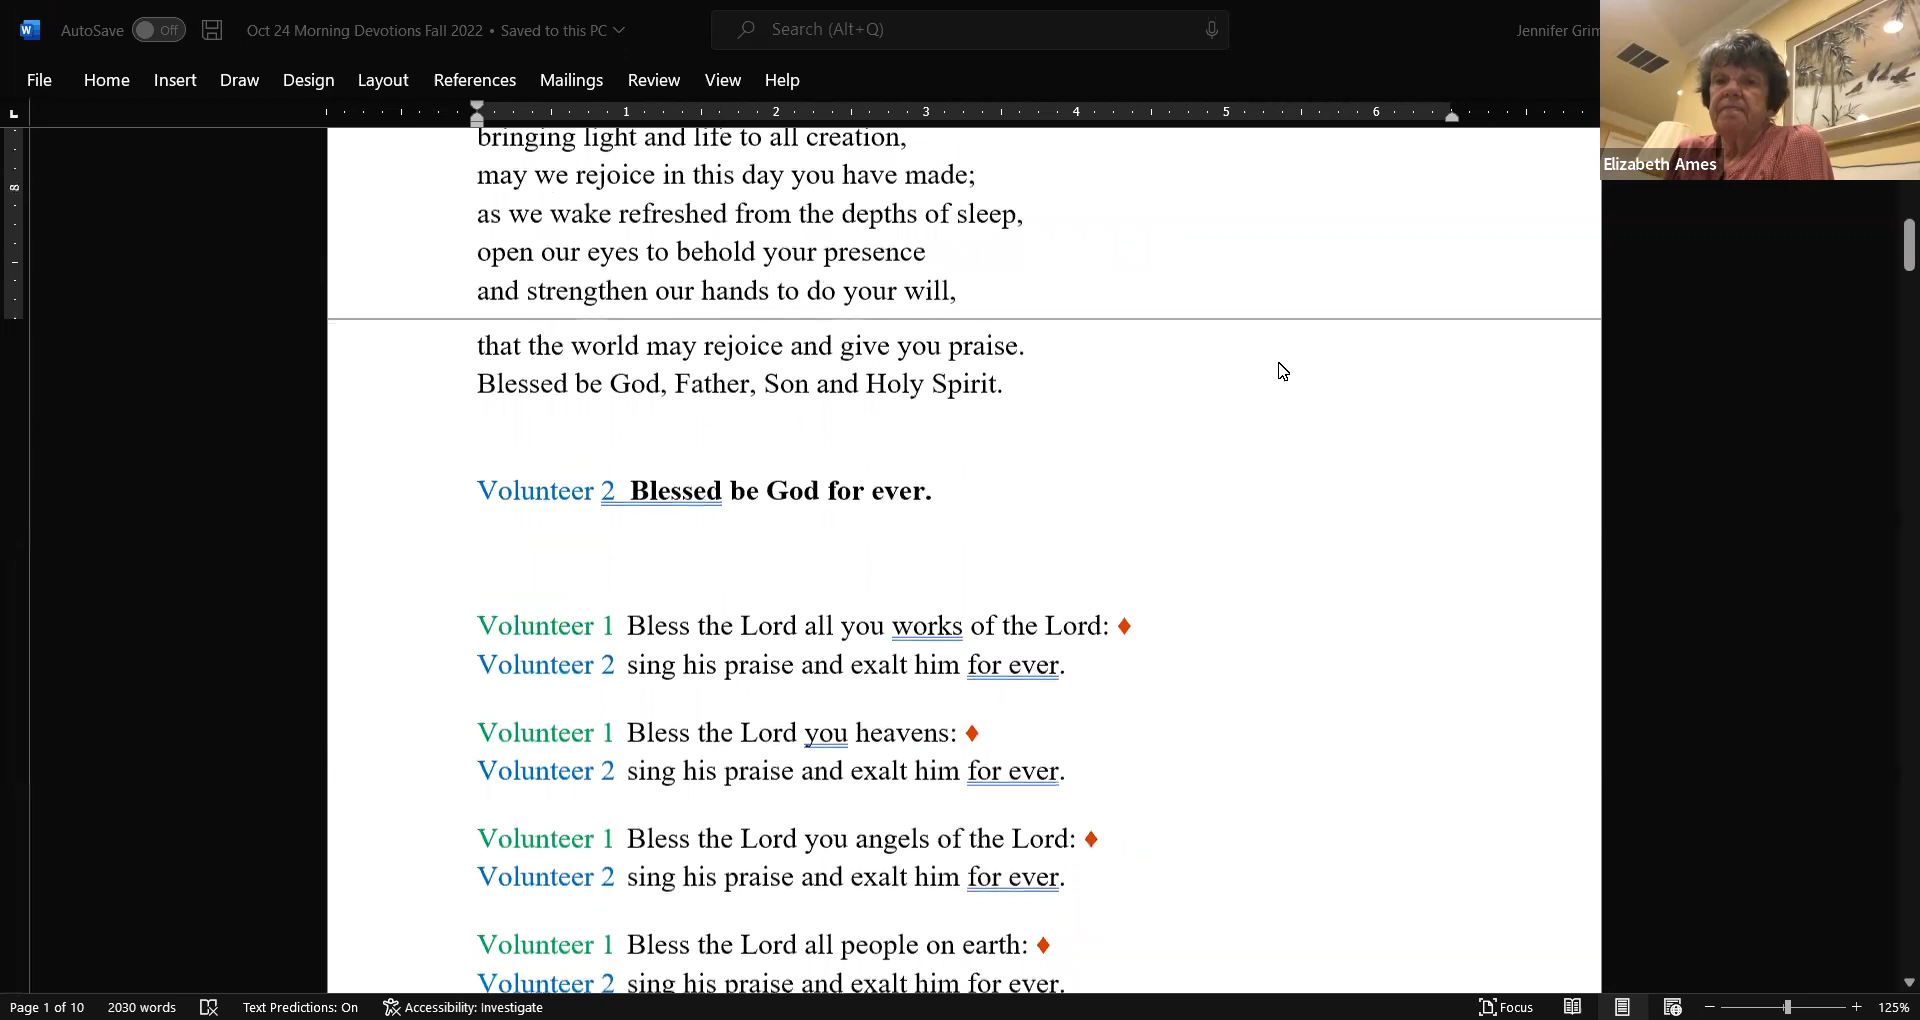 AutoSave Off Oct 24 Morning Devotions Fall 2022 • Saved to this PC Search (Alt+Q) Jennifer Grim
File Home Insert Draw Design Layout References Mailings Review View Help
1 2 3 4 5 6
8
Elizabeth Ames
bringing light and life to all creation,
may we rejoice in this day you have made;
as we wake refreshed from the depths of sleep,
open our eyes to behold your presence
and strengthen our hands to do your will,
that the world may rejoice and give you praise.
Blessed be God, Father, Son and Holy Spirit.
Volunteer 2 Blessed be God for ever.
Volunteer 1 Bless the Lord all you works of the Lord: ♦
Volunteer 2 sing his praise and exalt him for ever.
Volunteer 1 Bless the Lord you heavens: ♦
Volunteer 2 sing his praise and exalt him for ever.
Volunteer 1 Bless the Lord you angels of the Lord: ♦
Volunteer 2 sing his praise and exalt him for ever.
Volunteer 1 Bless the Lord all people on earth: ♦
Volunteer 2 sing his praise and exalt him for ever.
Page 1 of 10 2030 words Text Predictions: On Accessibility: Investigate Focus 125%